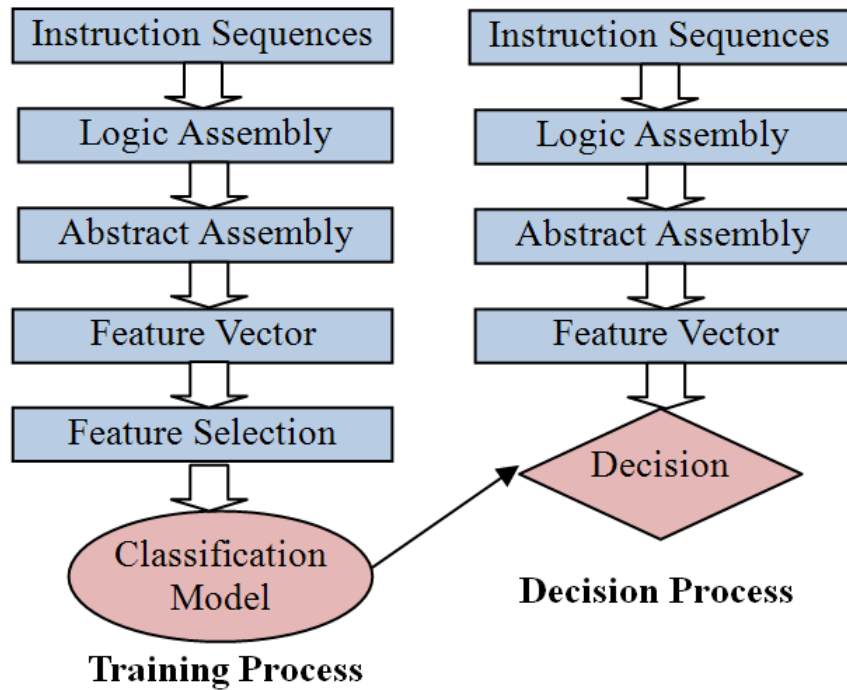 Instruction Sequences
Logic Assembly
Abstract Assembly
Feature Vector
Feature Selection
Classification
Model
Training Process
Instruction Sequences
Logic Assembly
Abstract Assembly
Feature Vector
Decision
Decision Process